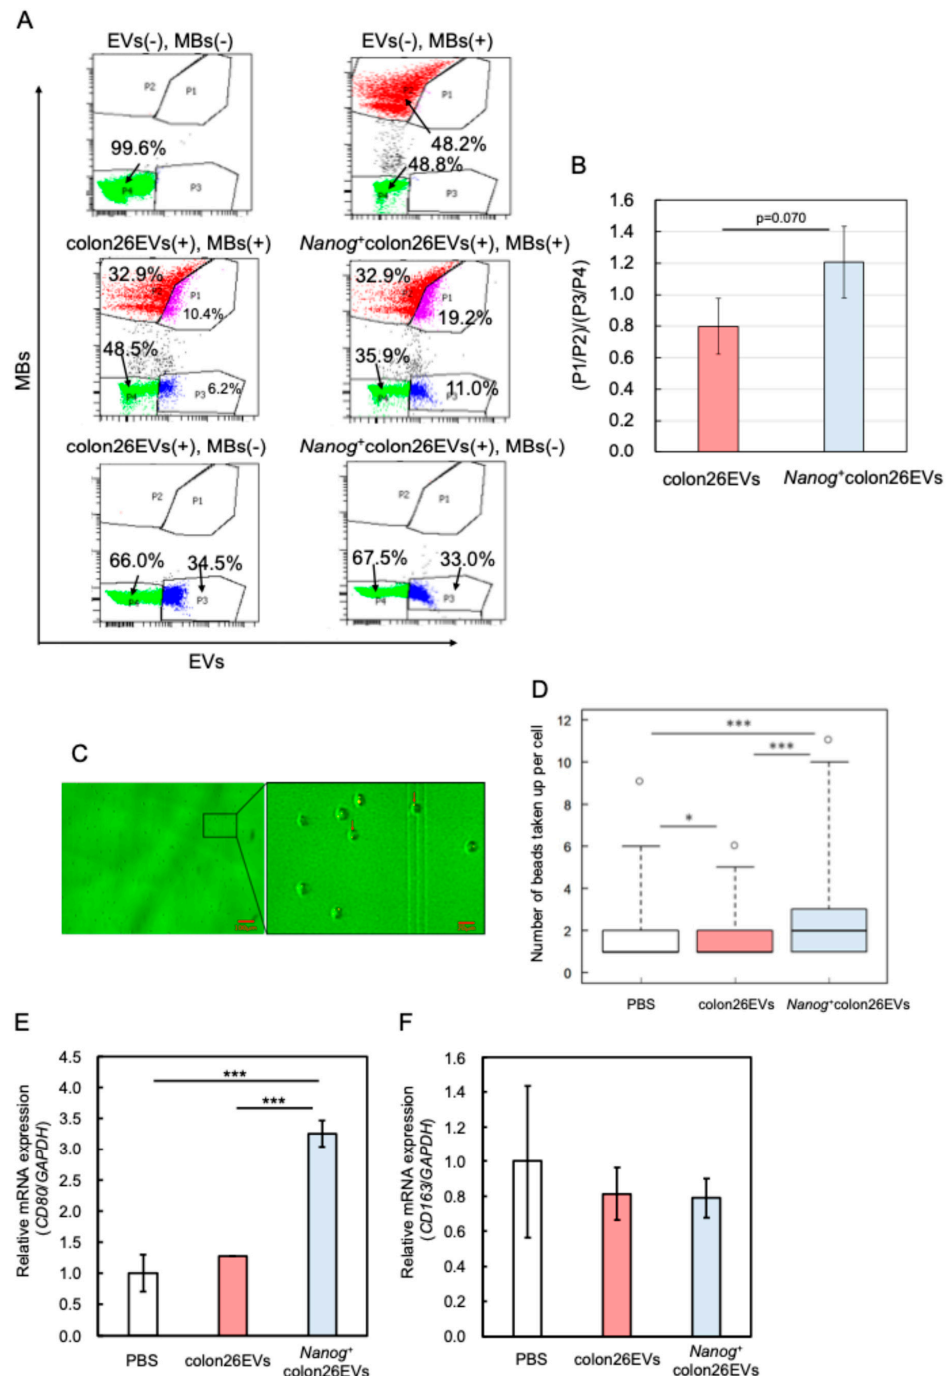 A
EVs(-), MBs(-)
EVs(-), MBs(+)
P2
P1
P1
99.6%
48.2%
48.8%
P4
P3
P4
P3
colon26EVs(+), MBs(+)
Nanog⁺colon26EVs(+), MBs(+)
32.9%
P1
10.4%
32.9%
P1
19.2%
48.5%
35.9%
P4
P3
6.2%
P4
P3
11.0%
colon26EVs(+), MBs(-)
Nanog⁺colon26EVs(+), MBs(-)
P2
P1
P2
P1
66.0%
34.5%
67.5%
33.0%
P4
P3
P4
P3
MBs
EVs
B
(P1/P2)/(P3/P4)
1.6
1.4
1.2
1.0
0.8
0.6
0.4
0.2
0.0
p=0.070
colon26EVs
Nanog⁺colon26EVs
C
D
Number of beads taken up per cell
12
10
8
6
4
2
0
***
***
*
PBS
colon26EVs
Nanog⁺colon26EVs
E
Relative mRNA expression
(CD80/GAPDH)
4.5
4.0
3.5
3.0
2.5
2.0
1.5
1.0
0.5
0.0
***
***
PBS
colon26EVs
Nanog⁺
colon26EVs
F
Relative mRNA expression
(CD163/GAPDH)
1.6
1.4
1.2
1.0
0.8
0.6
0.4
0.2
0.0
PBS
colon26EVs
Nanog⁺
colon26EVs